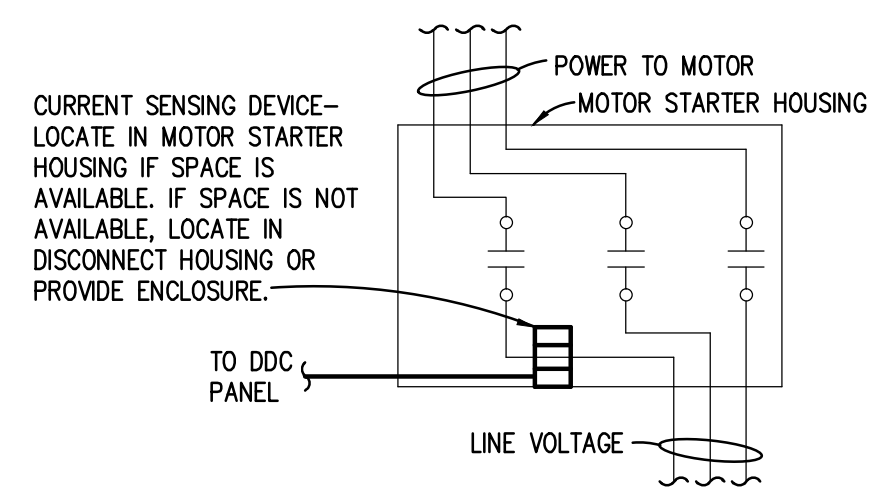 POWER TO MOTOR
MOTOR STARTER HOUSING
CURRENT SENSING DEVICE-
LOCATE IN MOTOR STARTER
HOUSING IF SPACE IS
AVAILABLE. IF SPACE IS NOT
AVAILABLE, LOCATE IN
DISCONNECT HOUSING OR
PROVIDE ENCLOSURE.
TO DDC
PANEL
LINE VOLTAGE